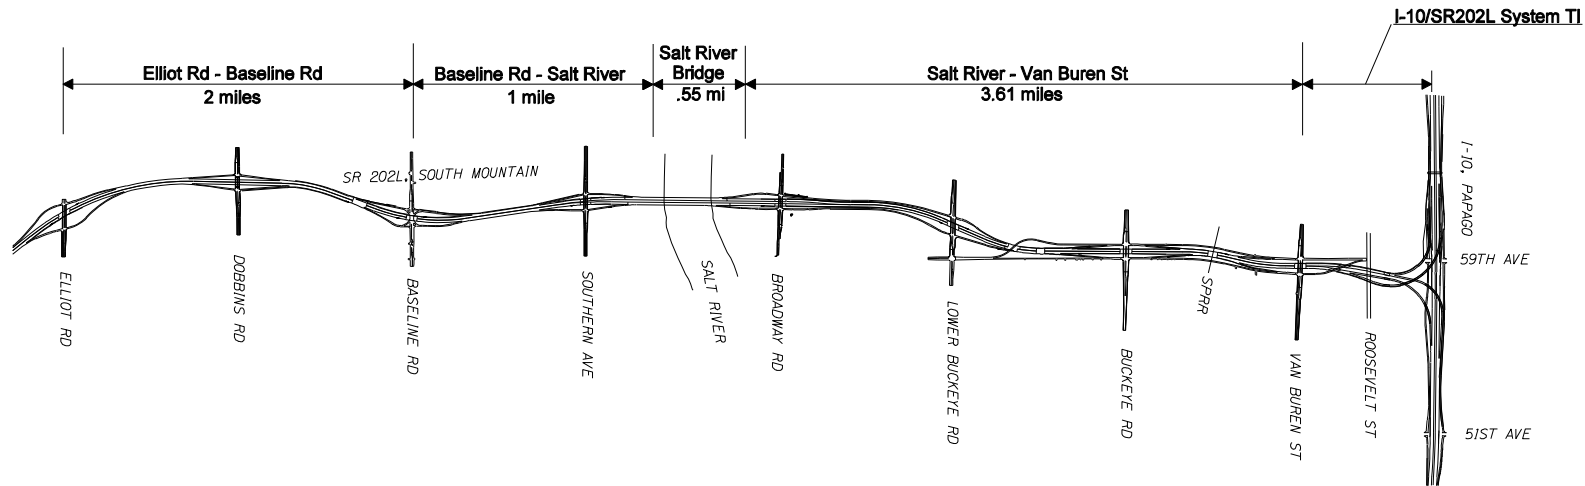 I-10/SR202L System TI
Elliot Rd - Baseline Rd
2 miles
Baseline Rd - Salt River
1 mile
Salt River
Bridge
.55 mi
Salt River - Van Buren St
3.61 miles
SR 202L, SOUTH MOUNTAIN
I-10, PAPAGO
59TH AVE
51ST AVE
ELLIOT RD
DOBBINS RD
BASELINE RD
SOUTHERN AVE
SALT RIVER
BROADWAY RD
LOWER BUCKEYE RD
BUCKEYE RD
SPRR
VAN BUREN ST
ROOSEVELT ST